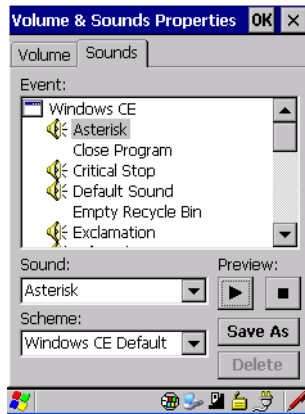 Volume & Sounds Properties OK ×
Volume Sounds
Event:
Windows CE
Asterisk
Close Program
Critical Stop
Default Sound
Empty Recycle Bin
Exclamation
Sound: Preview:
Asterisk
Scheme:
Windows CE Default
Save As
Delete